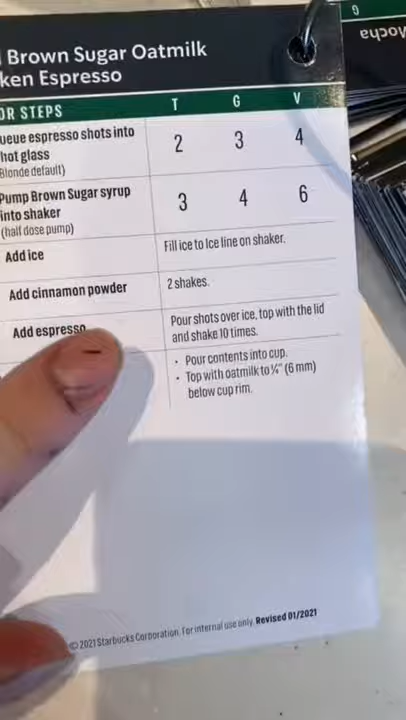 Brown Sugar Oatmilk
ken Espresso
OR STEPS T G V
ueue espresso shots into
hot glass
Blonde default)
2 3 4
Pump Brown Sugar syrup
into shaker
(half dose pump)
3 4 6
Add ice
Fill ice to Ice line on shaker.
Add cinnamon powder
2 shakes.
Add espresso
Pour shots over ice, top with the lid
and shake 10 times.
• Pour contents into cup.
• Top with oatmilk to ¼" (6 mm)
below cup rim.
© 2021 Starbucks Corporation. For internal use only. Revised 01/2021
G
Mocha